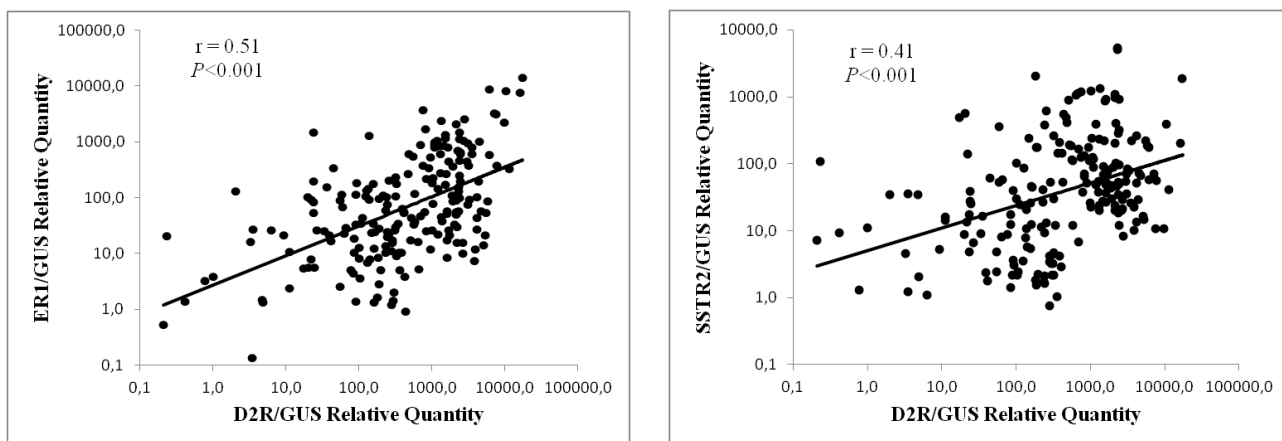 r = 0.51
P<0.001
100000,0
10000,0
1000,0
100,0
10,0
1,0
0,1
ER1/GUS Relative Quantity
0,1 1,0 10,0 100,0 1000,0 10000,0 100000,0
D2R/GUS Relative Quantity
r = 0.41
P<0.001
10000,0
1000,0
100,0
10,0
1,0
0,1
SSTR2/GUS Relative Quantity
0,1 1,0 10,0 100,0 1000,0 10000,0 100000,0
D2R/GUS Relative Quantity